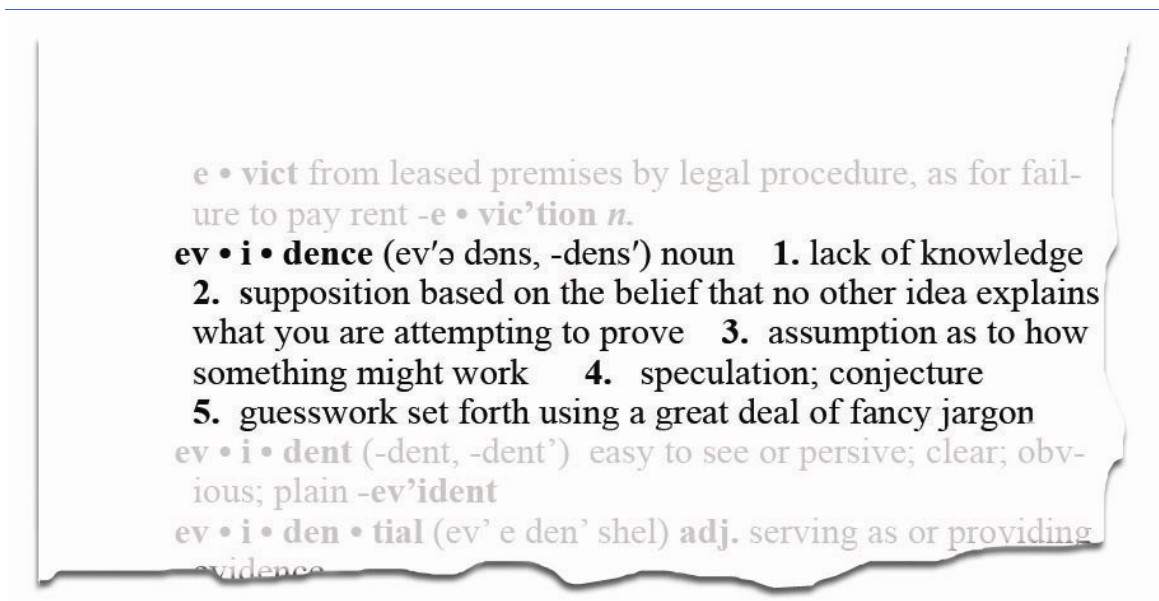 e • vict from leased premises by legal procedure, as for fail-
ure to pay rent -e • vic’tion n.
ev • i • dence (ev′ə dəns, -dens′) noun 1. lack of knowledge
2. supposition based on the belief that no other idea explains
what you are attempting to prove 3. assumption as to how
something might work 4. speculation; conjecture
5. guesswork set forth using a great deal of fancy jargon
ev • i • dent (-dent, -dent’) easy to see or persive; clear; obv-
ious; plain -ev’ident
ev • i • den • tial (ev’ e den’ shel) adj. serving as or providing
evidence